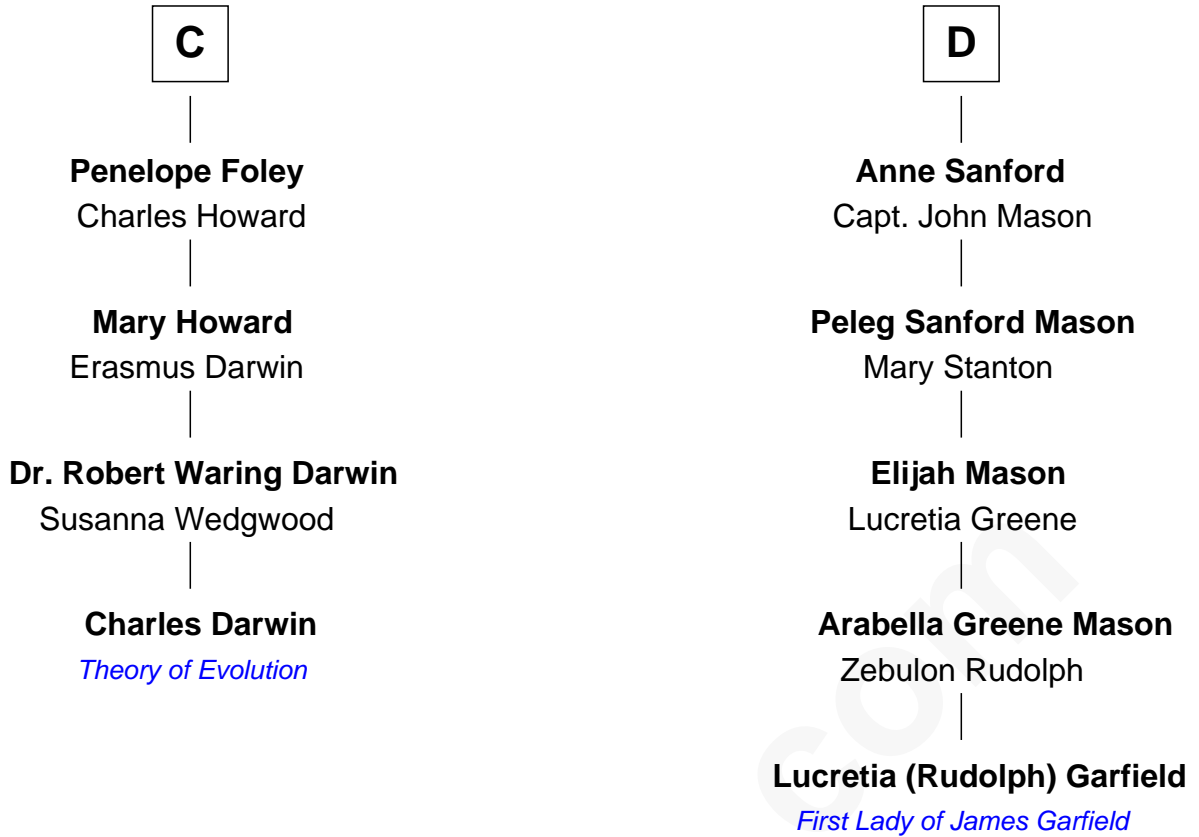 C
Penelope Foley
Charles Howard
Mary Howard
Erasmus Darwin
Dr. Robert Waring Darwin
Susanna Wedgwood
Charles Darwin
Theory of Evolution
D
Anne Sanford
Capt. John Mason
Peleg Sanford Mason
Mary Stanton
Elijah Mason
Lucretia Greene
Arabella Greene Mason
Zebulon Rudolph
Lucretia (Rudolph) Garfield
First Lady of James Garfield
com